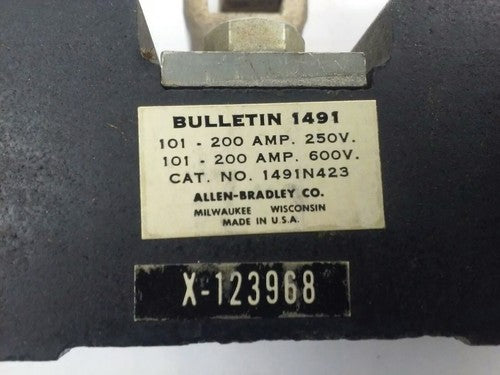 BULLETIN 1491
101 - 200 AMP. 250V.
101 - 200 AMP. 600V.
CAT. NO. 1491N423
ALLEN-BRADLEY CO.
MILWAUKEE WISCONSIN
MADE IN U.S.A.
X-123968